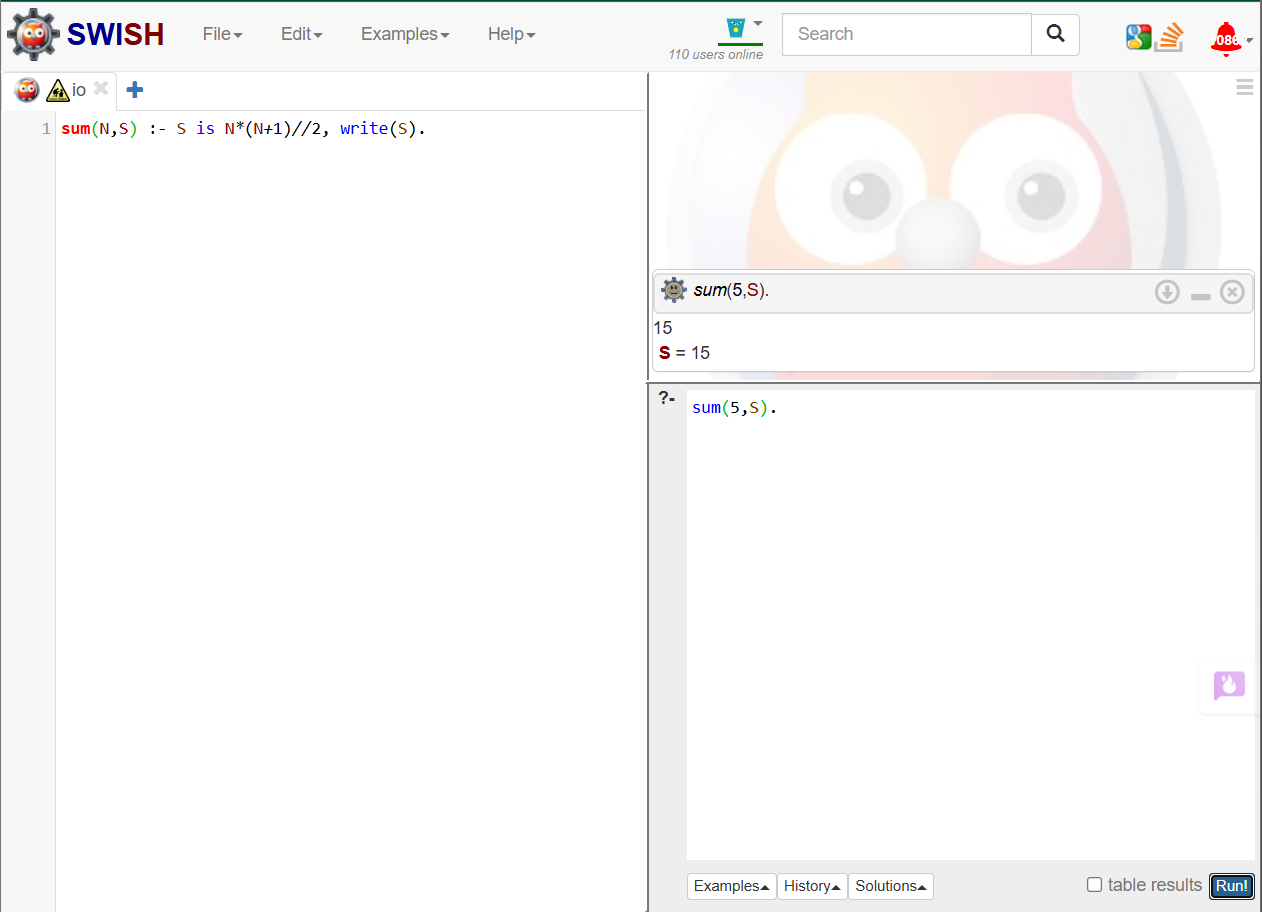 SWISH File Edit Examples Help 110 users online Search
io
1 sum(N,S) :- S is N*(N+1)//2, write(S).
sum(5,S).
15
S = 15
?- sum(5,S).
Examples History Solutions table results Run!